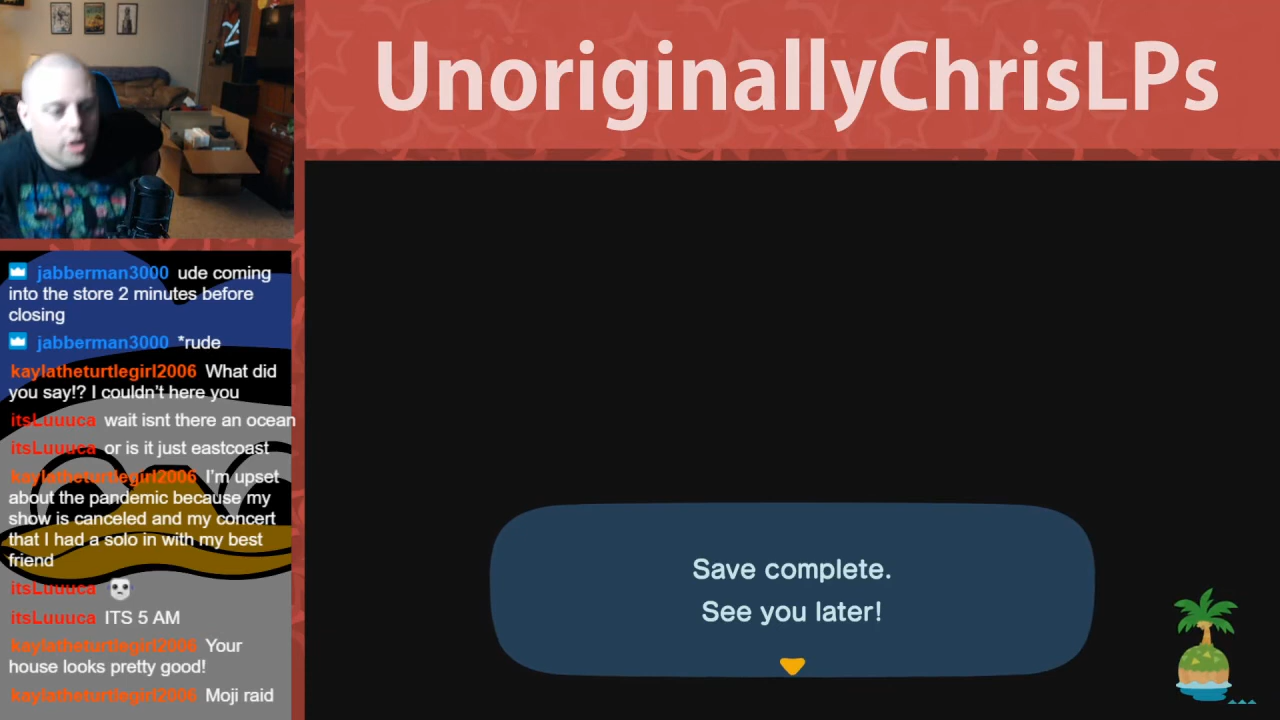 UnoriginallyChrisLPs
jabberman3000 ude coming
into the store 2 minutes before
closing
jabberman3000 *rude
kaylatheturtlegirl2006 What did
you say!? I couldn't here you
itsLuuuca wait isnt there an ocean
itsLuuuca or is it just eastcoast
kaylatheturtlegirl2006 I'm upset
about the pandemic because my
show is canceled and my concert
that I had a solo in with my best
friend
itsLuuuca
itsLuuuca ITS 5 AM
kaylatheturtlegirl2006 Your
house looks pretty good!
kaylatheturtlegirl2006 Moji raid
Save complete.
See you later!